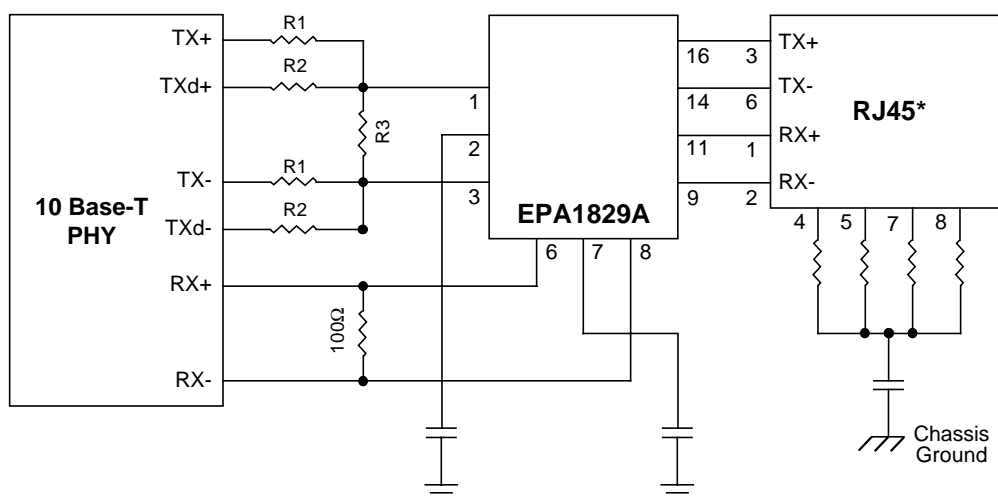 R1
TX+
R2
TXd+
R3
R1
TX-
R2
TXd-
10 Base-T
PHY
RX+
100Ω
RX-
1
2
3
EPA1829A
6
7
8
16
14
11
9
3
6
1
2
TX+
TX-
RX+
RX-
RJ45*
4
5
7
8
Chassis
Ground